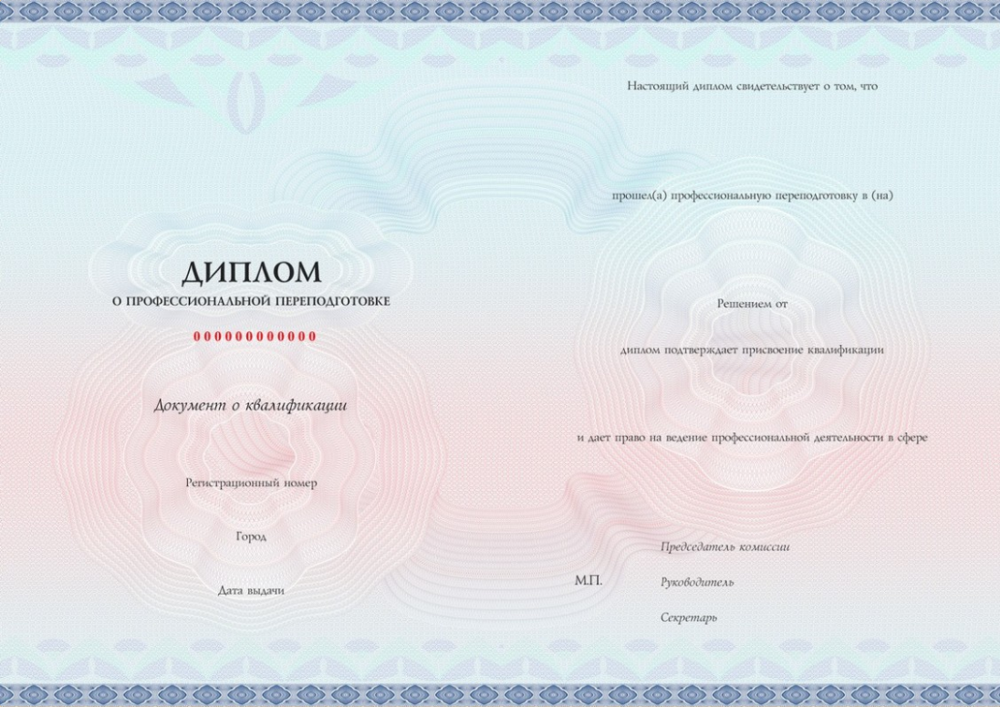 ДИПЛОМ
О ПРОФЕССИОНАЛЬНОЙ ПЕРЕПОДГОТОВКЕ
000000000000
Документ о квалификации
Регистрационный номер
Город
Дата выдачи
Настоящий диплом свидетельствует о том, что
прошел(а) профессиональную переподготовку в (на)
Решением от
диплом подтверждает присвоение квалификации
и дает право на ведение профессиональной деятельности в сфере
Председатель комиссии
М.П.
Руководитель
Секретарь